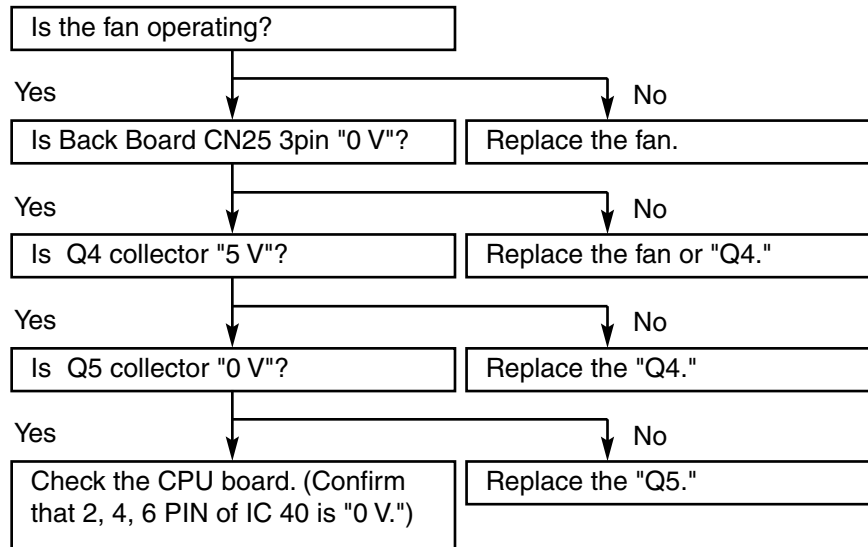 Is the fan operating?
Yes
No
Is Back Board CN25 3pin "0 V"?
Replace the fan.
Yes
No
Is Q4 collector "5 V"?
Replace the fan or "Q4."
Yes
No
Is Q5 collector "0 V"?
Replace the "Q4."
Yes
No
Check the CPU board. (Confirm
that 2, 4, 6 PIN of IC 40 is "0 V.")
Replace the "Q5."